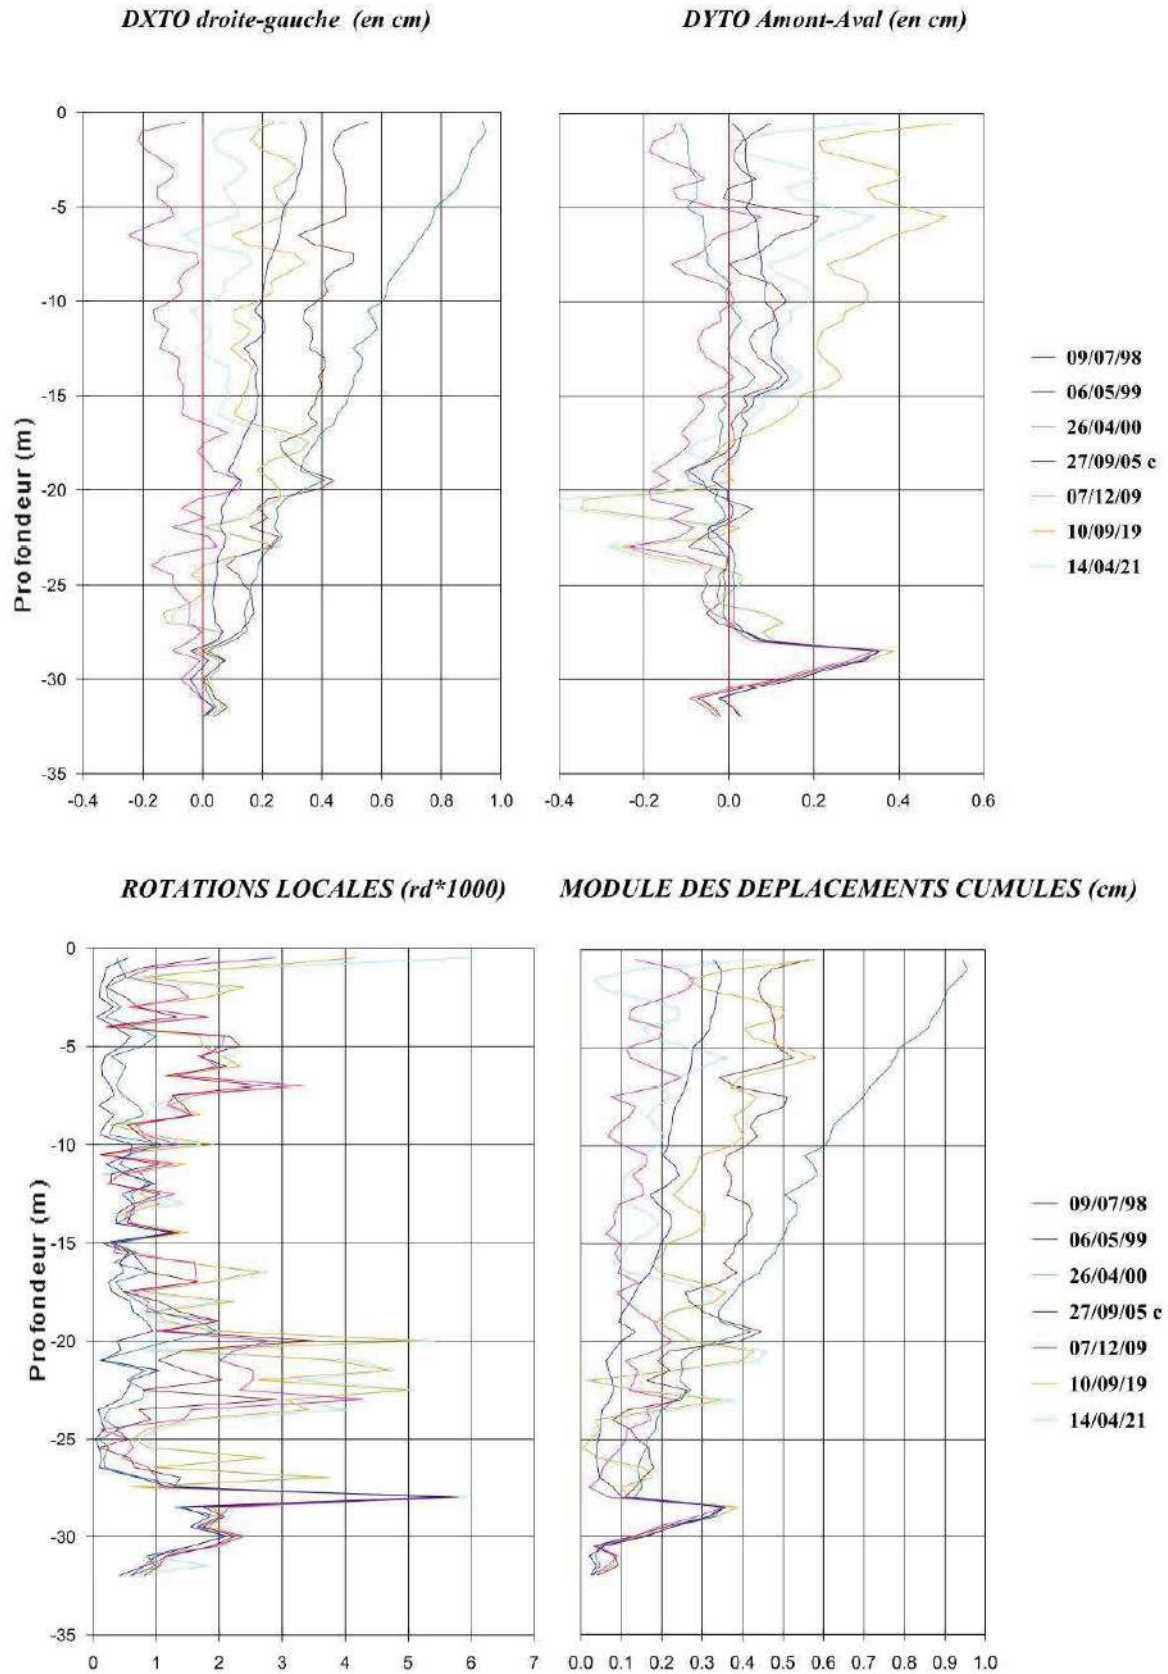 DXTO droite-gauche (en cm)
DYTO Amont-Aval (en cm)
Profondeur (m)
0
-5
-10
-15
-20
-25
-30
-35
-0.4 -0.2 0.0 0.2 0.4 0.6 0.8 1.0
-0.4 -0.2 0.0 0.2 0.4 0.6
09/07/98
06/05/99
26/04/00
27/09/05 c
07/12/09
10/09/19
14/04/21
ROTATIONS LOCALES (rd*1000)
MODULE DES DEPLACEMENTS CUMULES (cm)
Profondeur (m)
0
-5
-10
-15
-20
-25
-30
-35
0 1 2 3 4 5 6 7
0.0 0.1 0.2 0.3 0.4 0.5 0.6 0.7 0.8 0.9 1.0
09/07/98
06/05/99
26/04/00
27/09/05 c
07/12/09
10/09/19
14/04/21